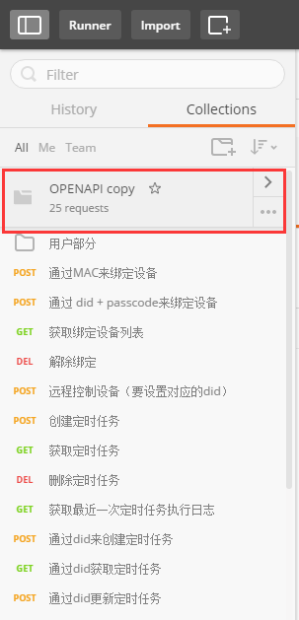 Runner Import
Filter
History Collections
All Me Team
OPENAPI copy
25 requests
用户部分
POST 通过MAC来绑定设备
POST 通过 did + passcode来绑定设备
GET 获取绑定设备列表
DEL 解除绑定
POST 远程控制设备（要设置对应的did）
POST 创建定时任务
GET 获取定时任务
DEL 删除定时任务
GET 获取最近一次定时任务执行日志
POST 通过did来创建定时任务
GET 通过did获取定时任务
POST 通过did更新定时任务